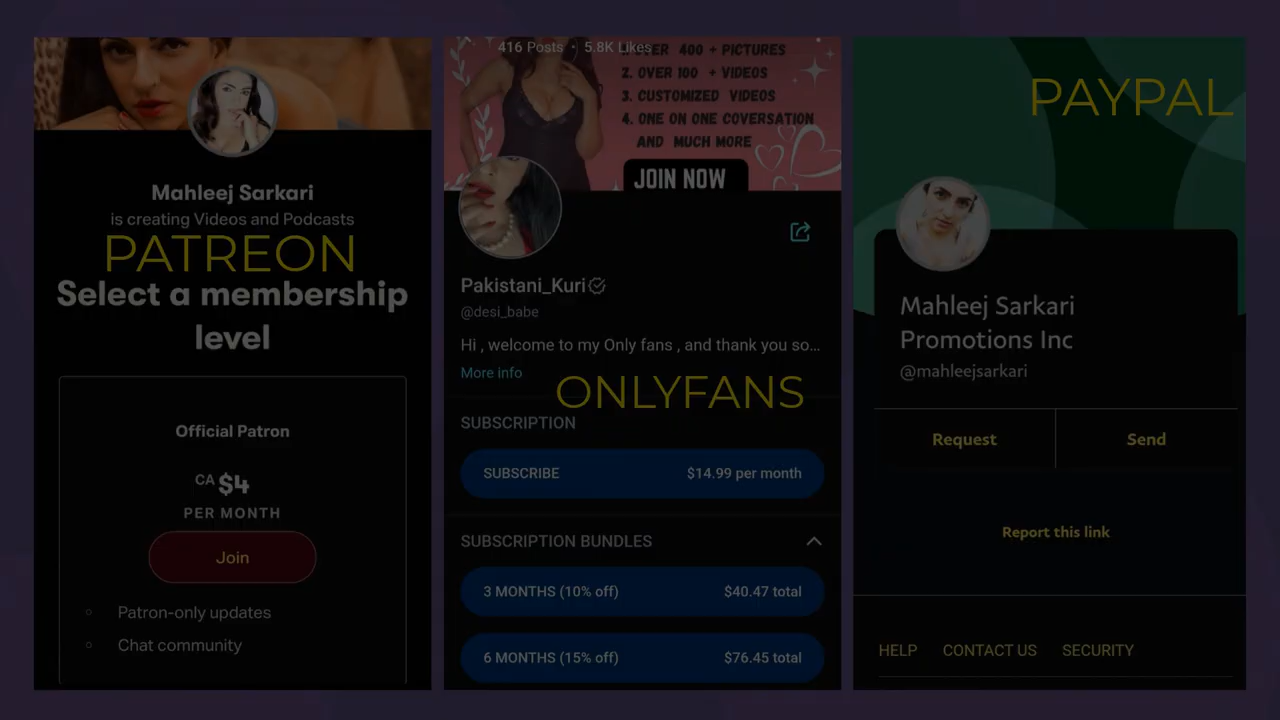 Mahleej Sarkari
is creating Videos and Podcasts
PATREON
Select a membership
level
Official Patron
CA $4
PER MONTH
Join
Patron-only updates
Chat community
416 Posts · 5.8K Likes
OVER 400 + PICTURES
2. OVER 100 + VIDEOS
3. CUSTOMIZED VIDEOS
4. ONE ON ONE COVERSATION
AND MUCH MORE
JOIN NOW
Pakistani_Kuri
@desi_babe
Hi , welcome to my Only fans , and thank you so...
More info
ONLYFANS
SUBSCRIPTION
SUBSCRIBE $14.99 per month
SUBSCRIPTION BUNDLES
3 MONTHS (10% off) $40.47 total
6 MONTHS (15% off) $76.45 total
PAYPAL
Mahleej Sarkari
Promotions Inc
@mahleejsarkari
Request Send
Report this link
HELP CONTACT US SECURITY